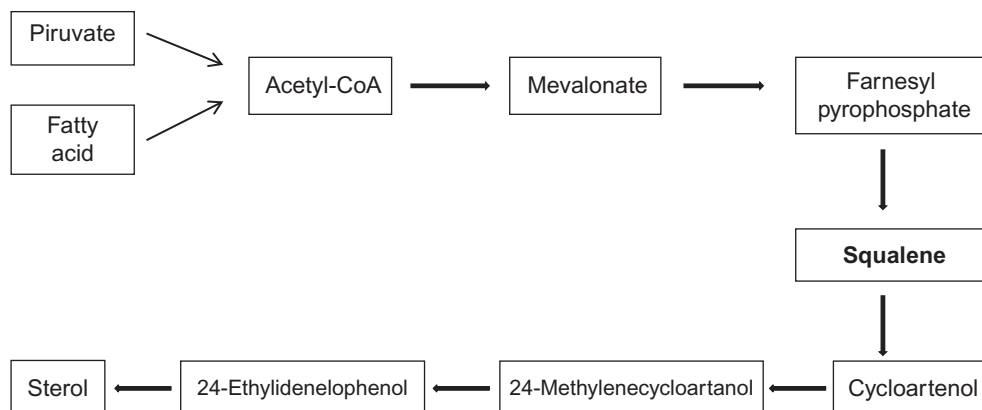 Piruvate
Fatty
acid
Acetyl-CoA
Mevalonate
Farnesyl
pyrophosphate
Squalene
Cycloartenol
24-Methylenecycloartanol
24-Ethylidenelophenol
Sterol